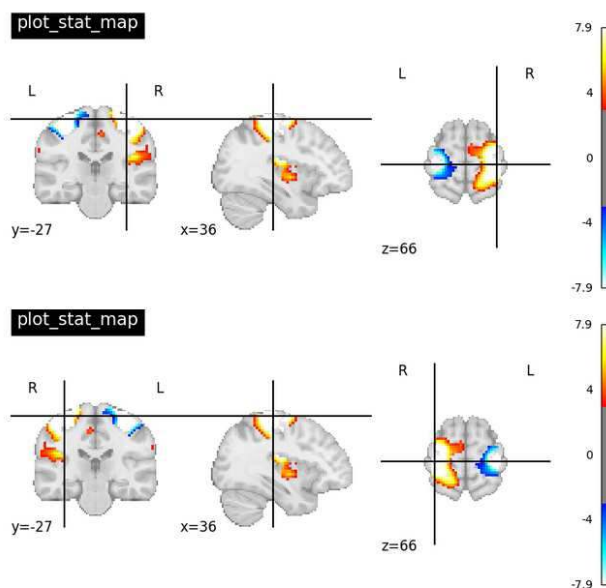 plot_stat_map
7.9
L
R
L
R
4
0
y=-27
x=36
z=66
-4
-7.9
plot_stat_map
7.9
R
L
R
L
4
0
y=-27
x=36
z=66
-4
-7.9